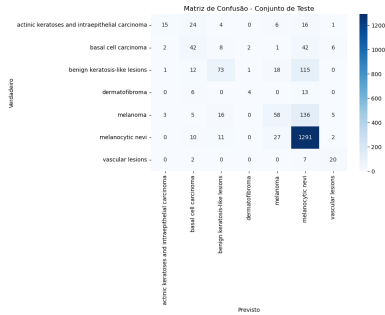 Matriz de Confusão - Conjunto de Teste
actinic keratoses and intraepithelial carcinoma 15 24 4 0 6 16 1
basal cell carcinoma 2 42 8 2 1 42 6
benign keratosis-like lesions 1 12 73 1 18 115 0
dermatofibroma 0 6 0 4 0 13 0
melanoma 3 5 16 0 58 136 5
melanocytic nevi 0 10 11 0 27 1291 2
vascular lesions 0 2 0 0 0 7 20
Verdadeiro
actinic keratoses and intraepithelial carcinoma
basal cell carcinoma
benign keratosis-like lesions
dermatofibroma
melanoma
melanocytic nevi
vascular lesions
Previsto
1200
1000
800
600
400
200
0